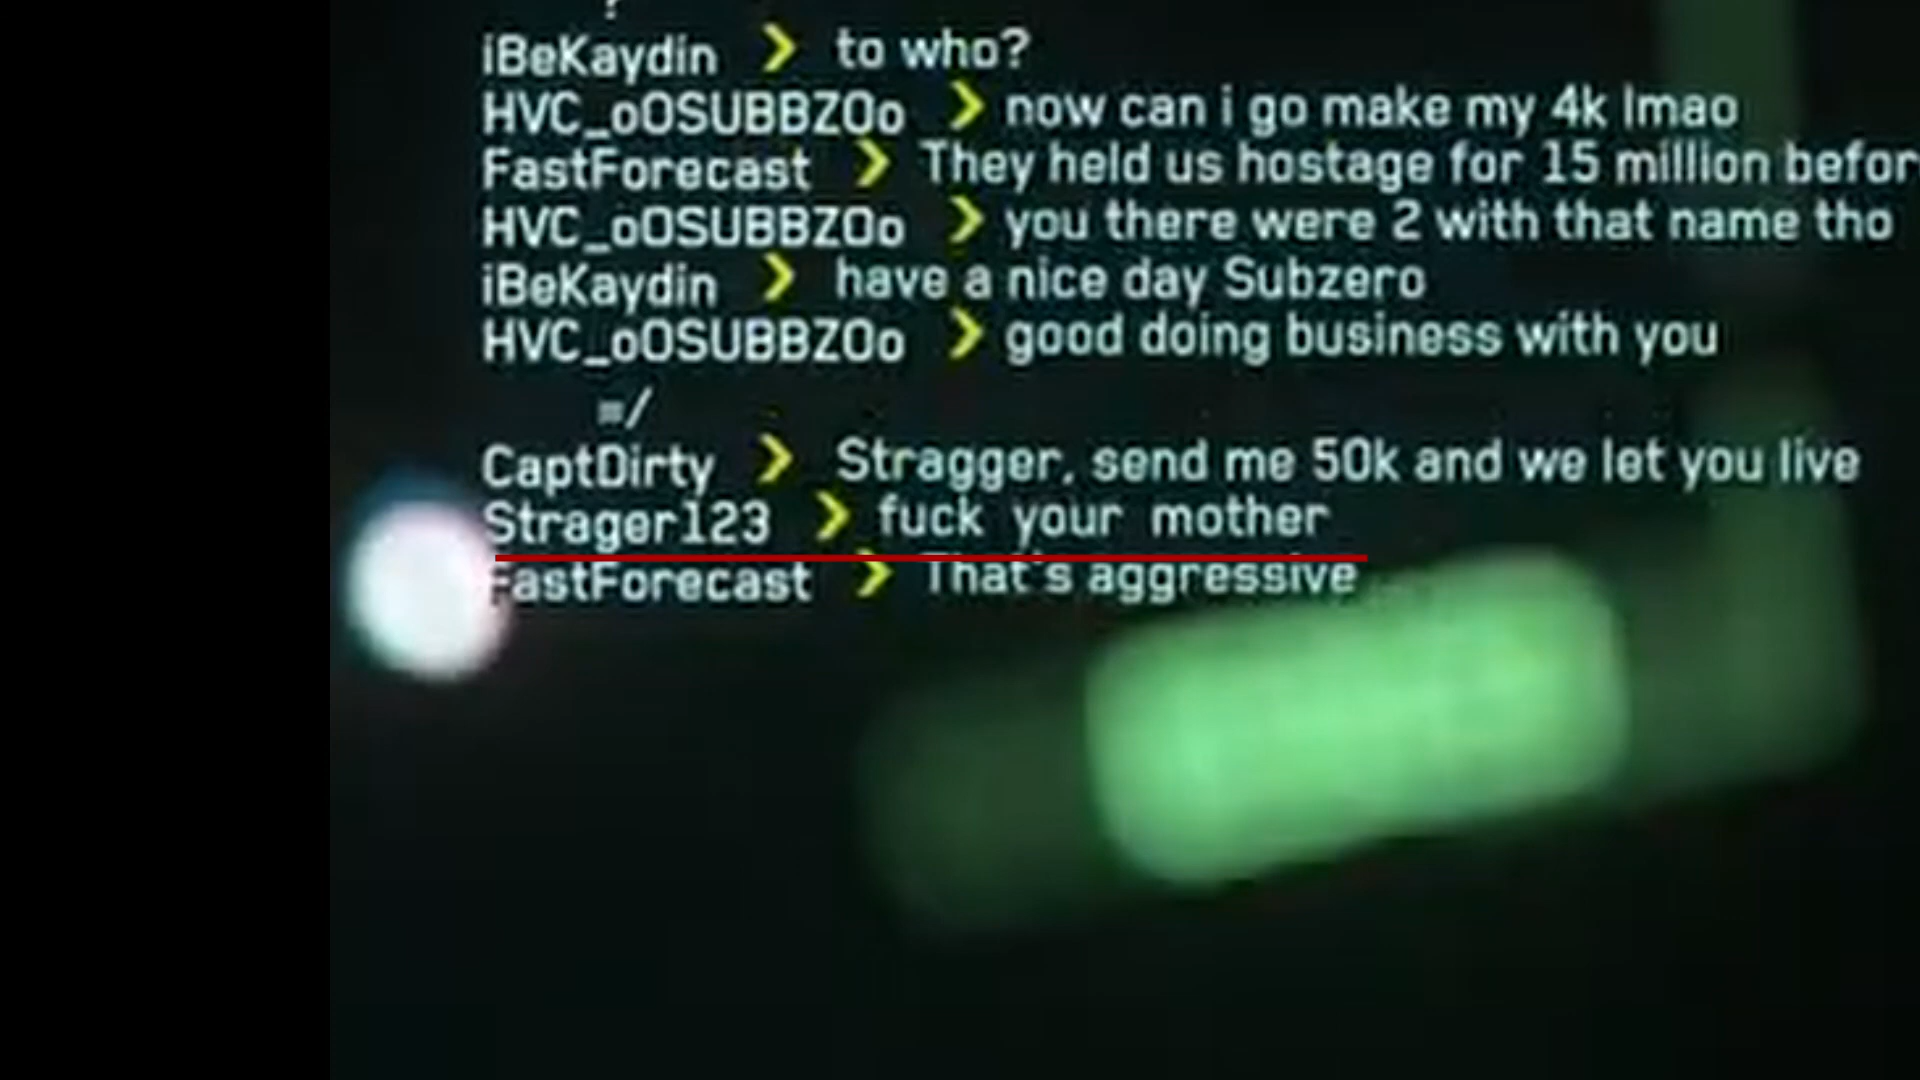 ?
iBeKaydin > to who?
HVC_oOSUBBZOo > now can i go make my 4k lmao
FastForecast > They held us hostage for 15 million befor
HVC_oOSUBBZOo > you there were 2 with that name tho
iBeKaydin > have a nice day Subzero
HVC_oOSUBBZOo > good doing business with you
=/
CaptDirty > Stragger, send me 50k and we let you live
Strager123 > fuck your mother
FastForecast > That's aggressive